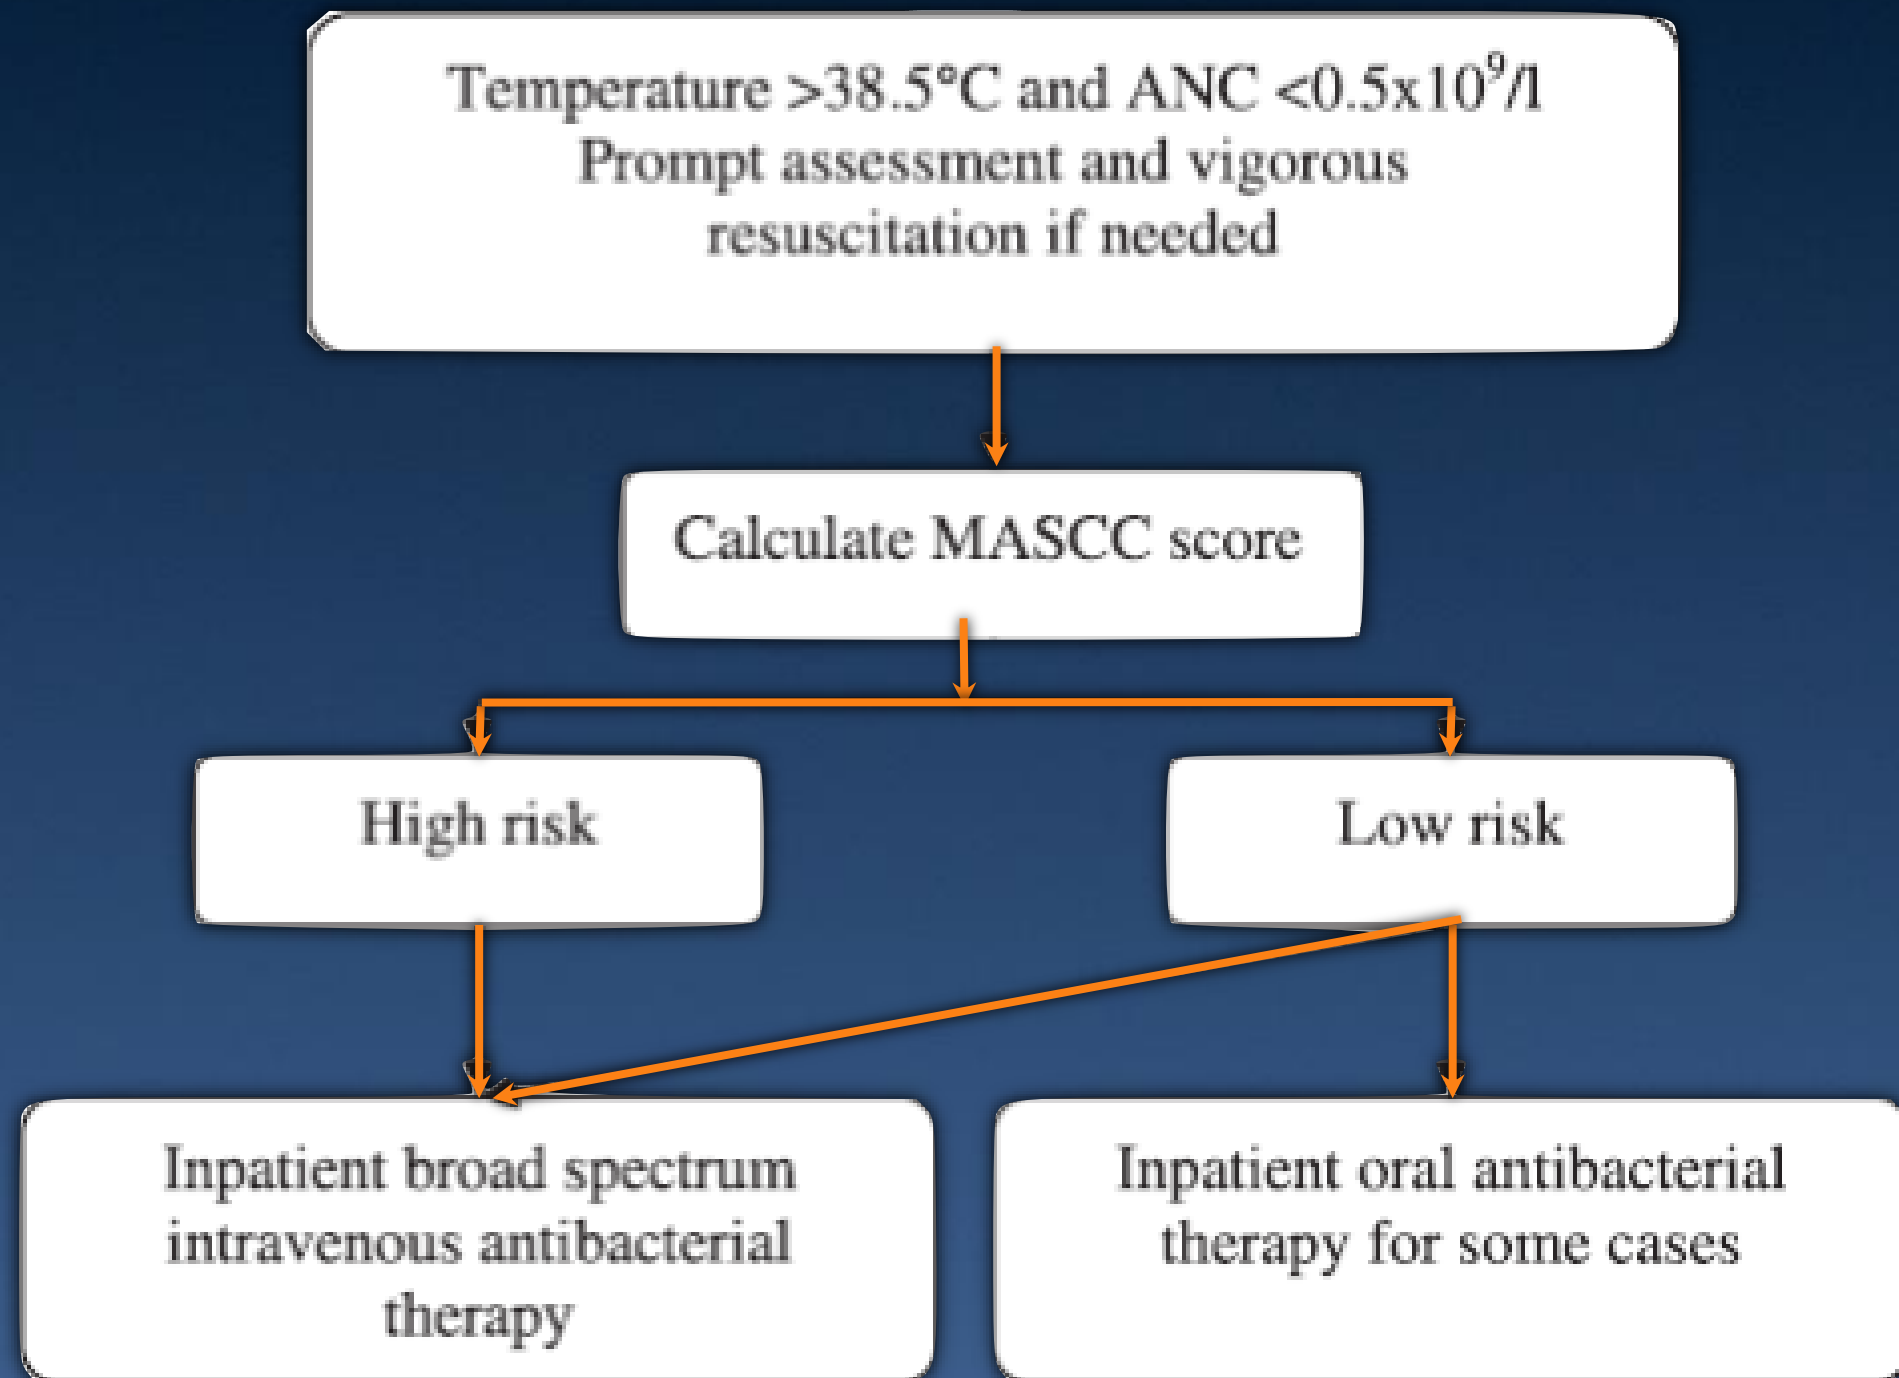 Temperature >38.5°C and ANC <0.5x10⁹/l
Prompt assessment and vigorous
resuscitation if needed
Calculate MASCC score
High risk
Low risk
Inpatient broad spectrum
intravenous antibacterial
therapy
Inpatient oral antibacterial
therapy for some cases